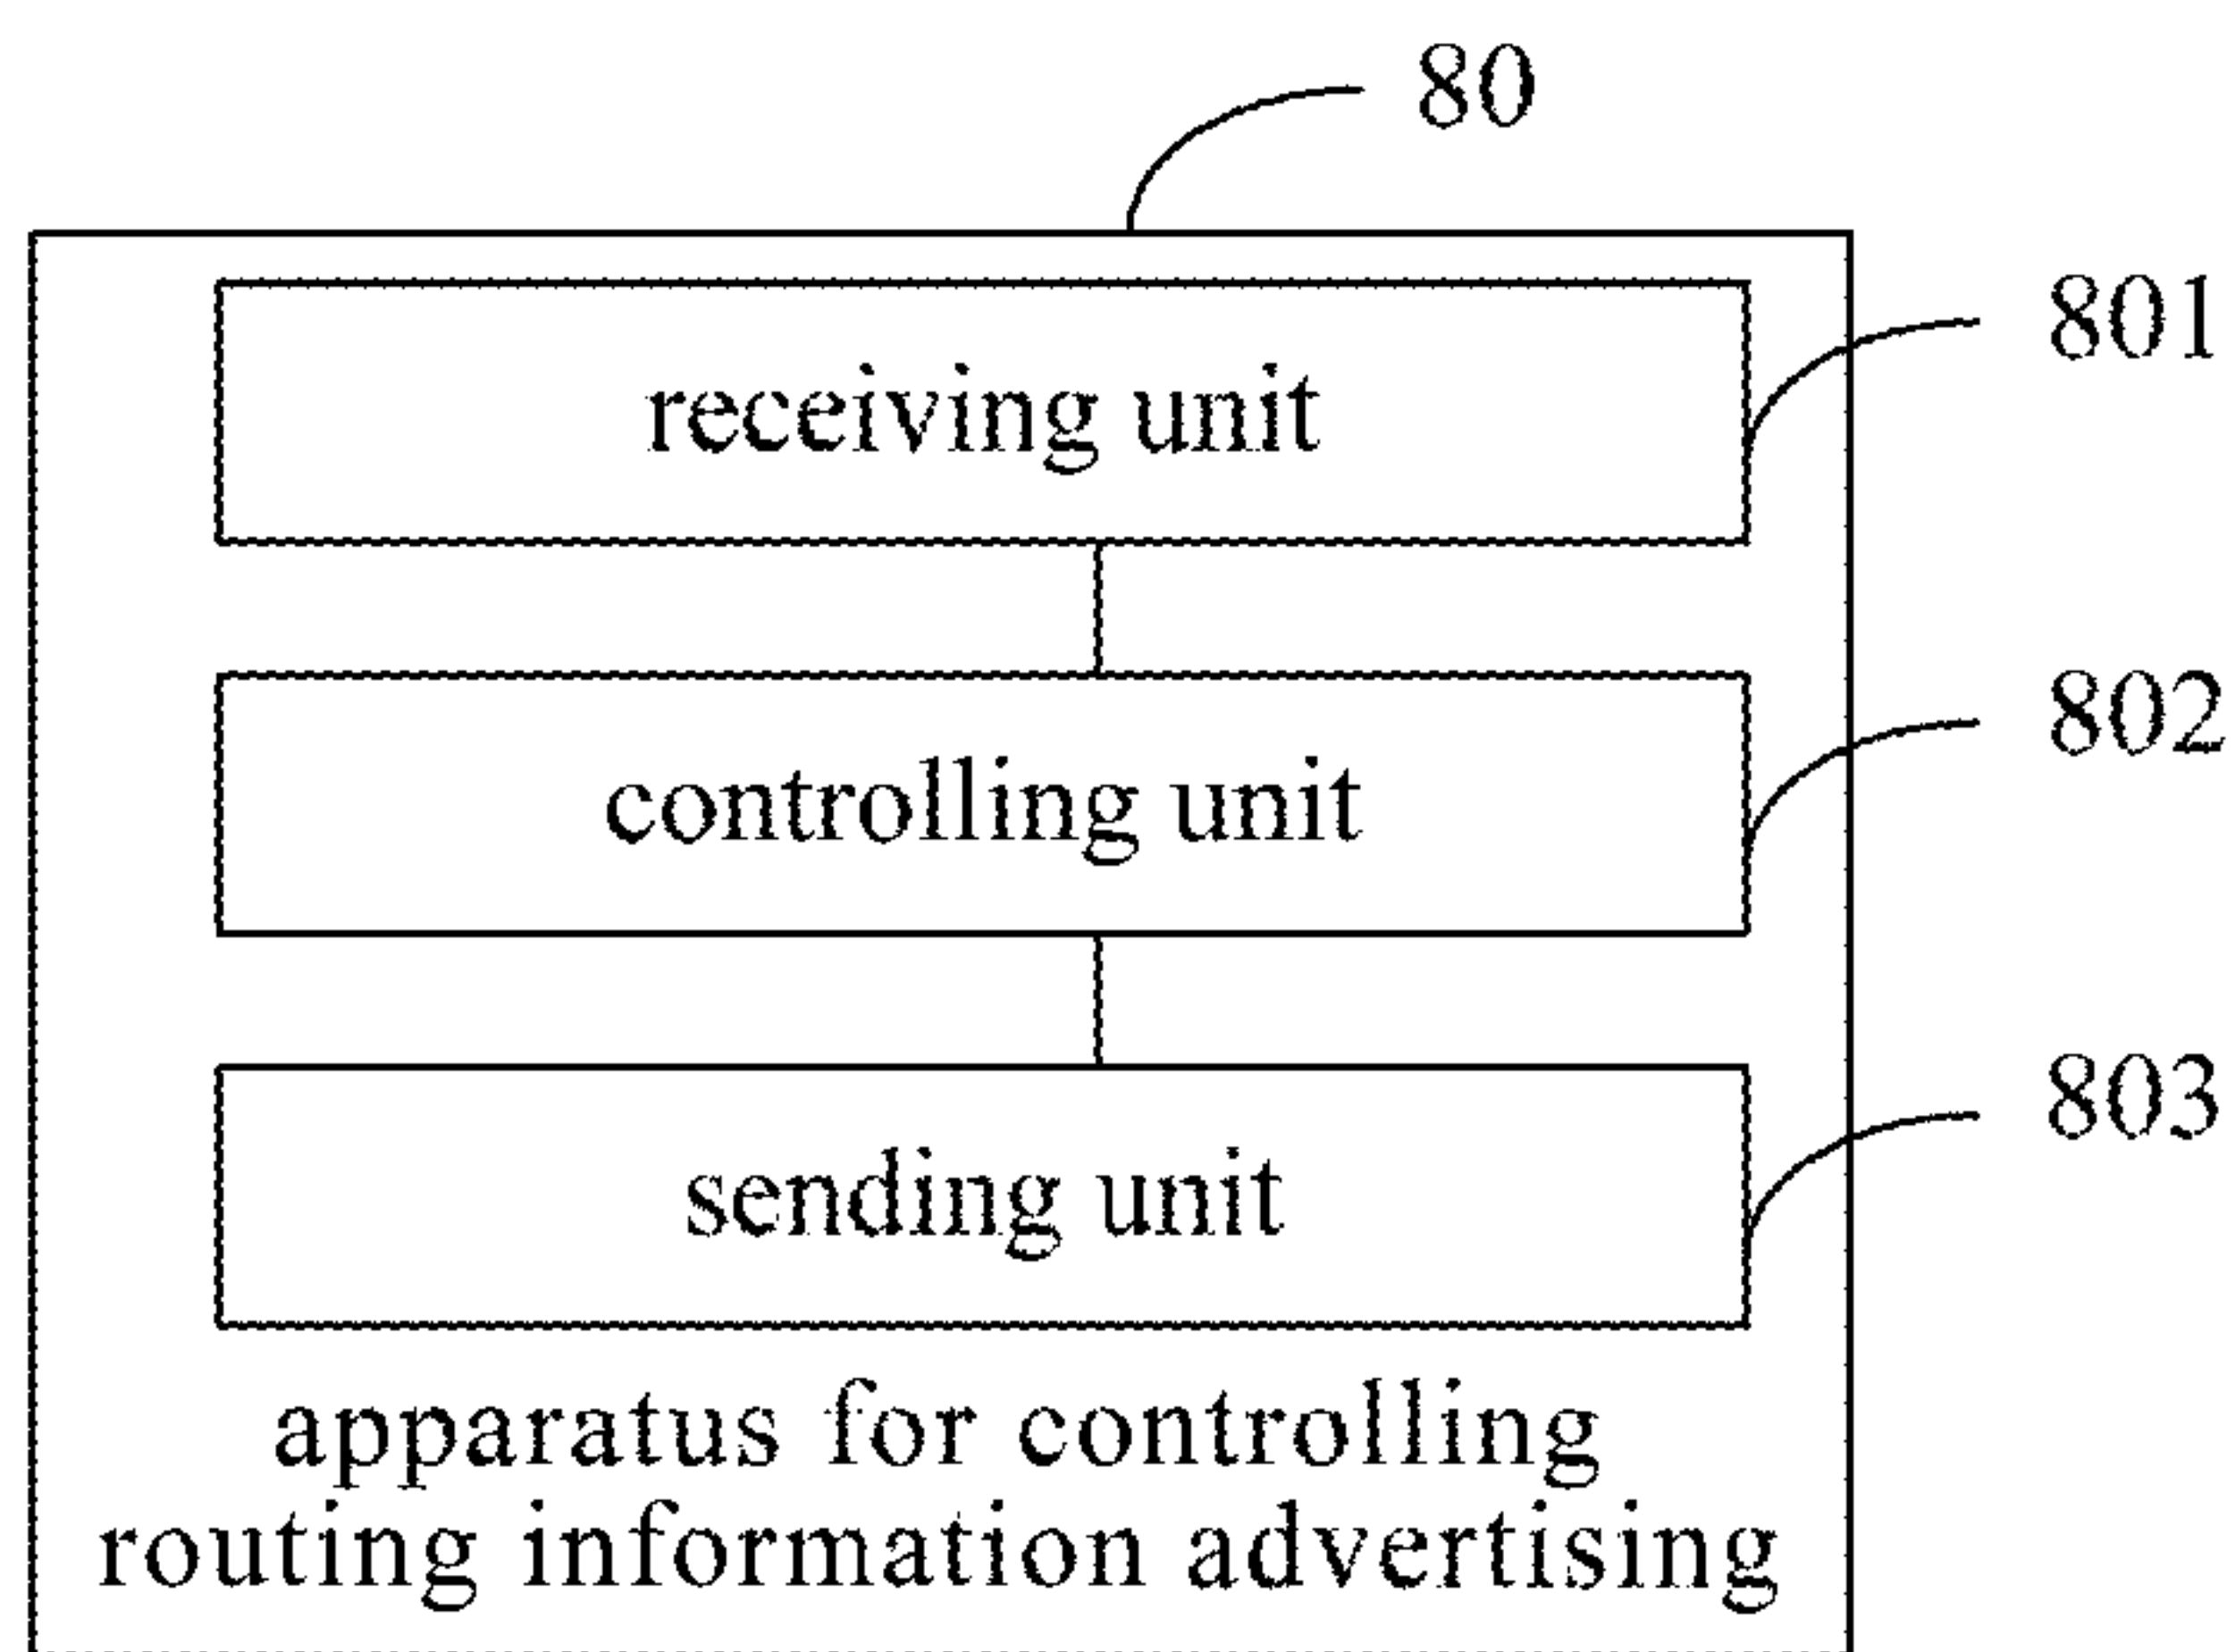 80
801
receiving unit
802
controlling unit
803
sending unit
apparatus for controlling
routing information advertising